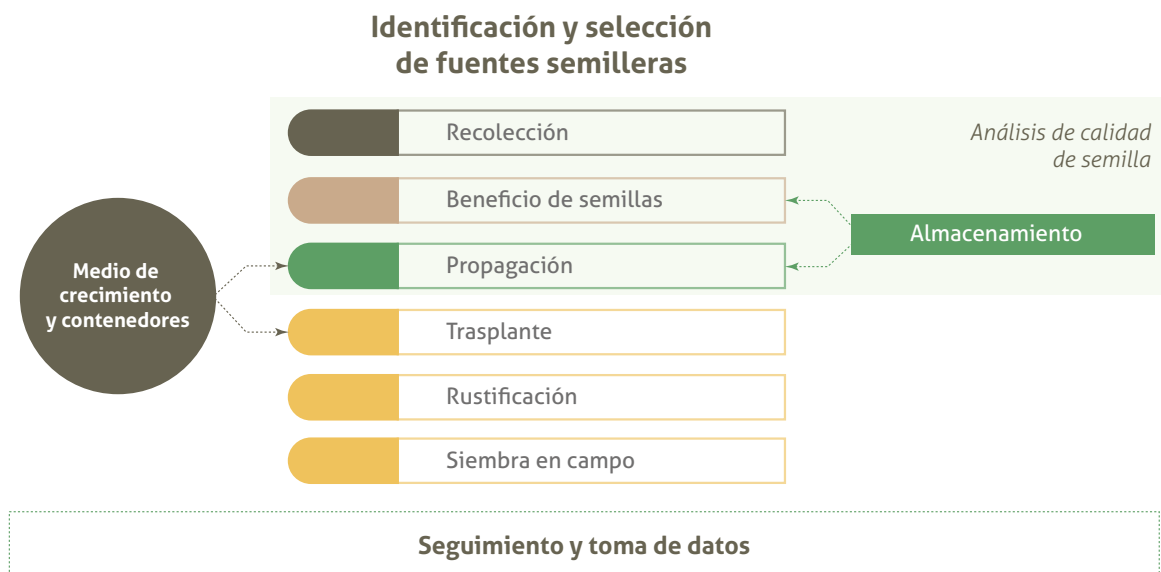 Identificación y selección
de fuentes semilleras
Recolección
Análisis de calidad
de semilla
Beneficio de semillas
Almacenamiento
Propagación
Medio de
crecimiento
y contenedores
Trasplante
Rustificación
Siembra en campo
Seguimiento y toma de datos